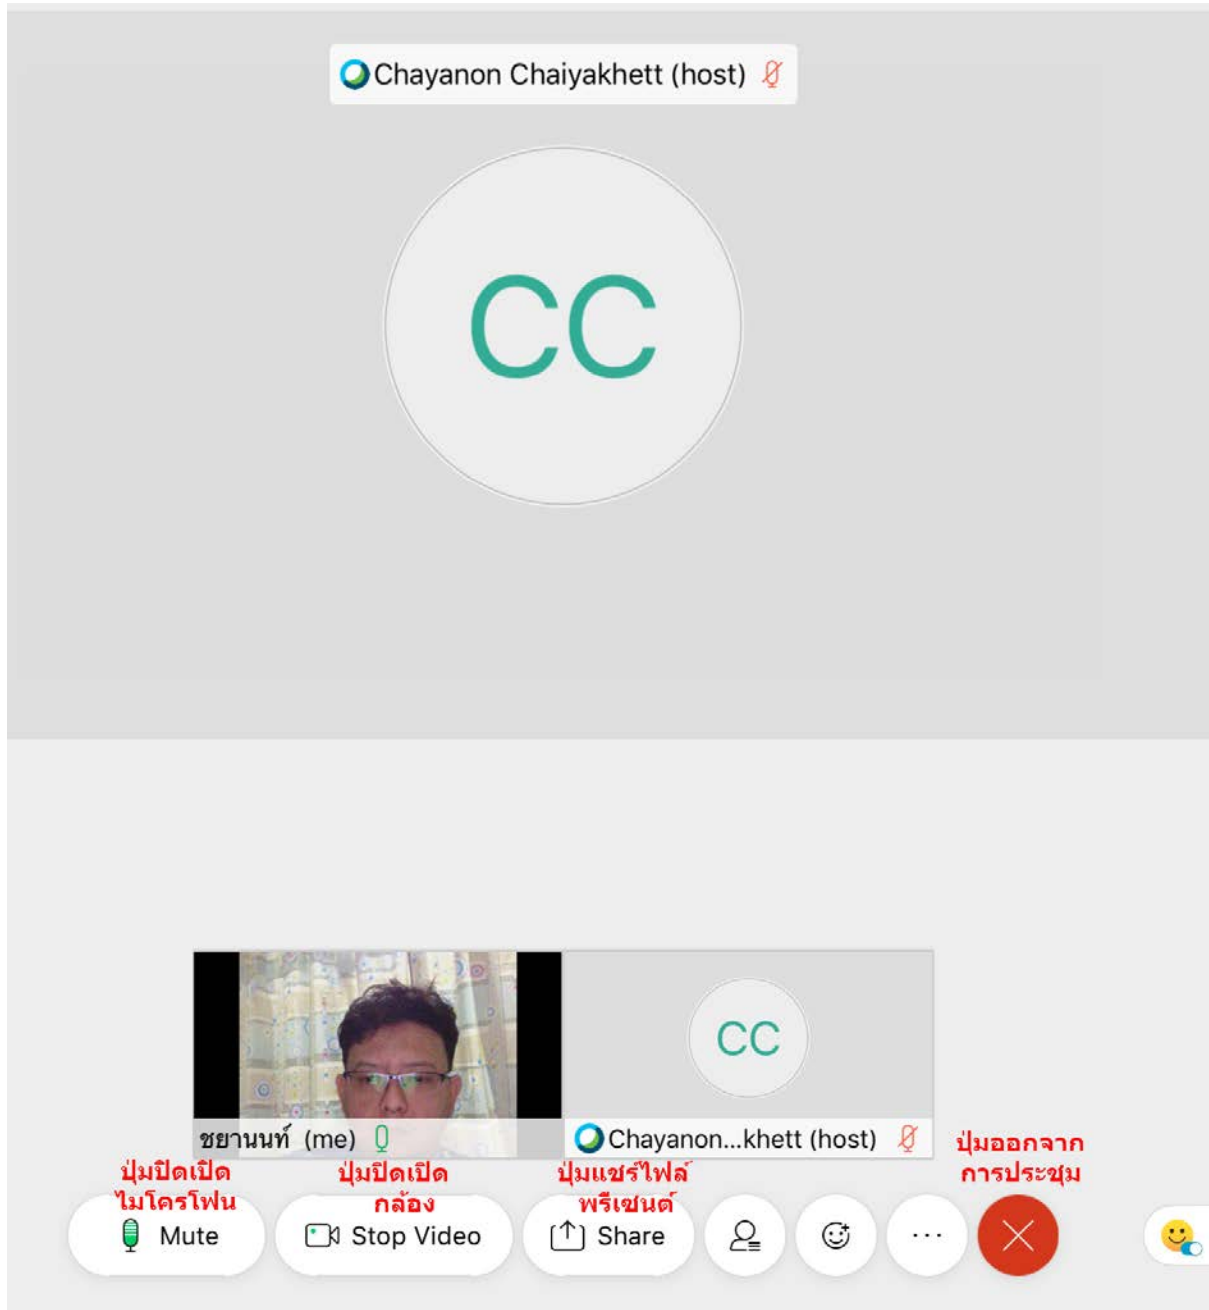 Chayanon Chaiyakhett (host)
CC
CC
ชยานนท์ (me)
Chayanon...khett (host)
ปุ่มปิดเปิด
ไมโครโฟน
ปุ่มปิดเปิด
กล้อง
ปุ่มแชร์ไฟล์
พรีเซนต์
ปุ่มออกจาก
การประชุม
Mute
Stop Video
Share